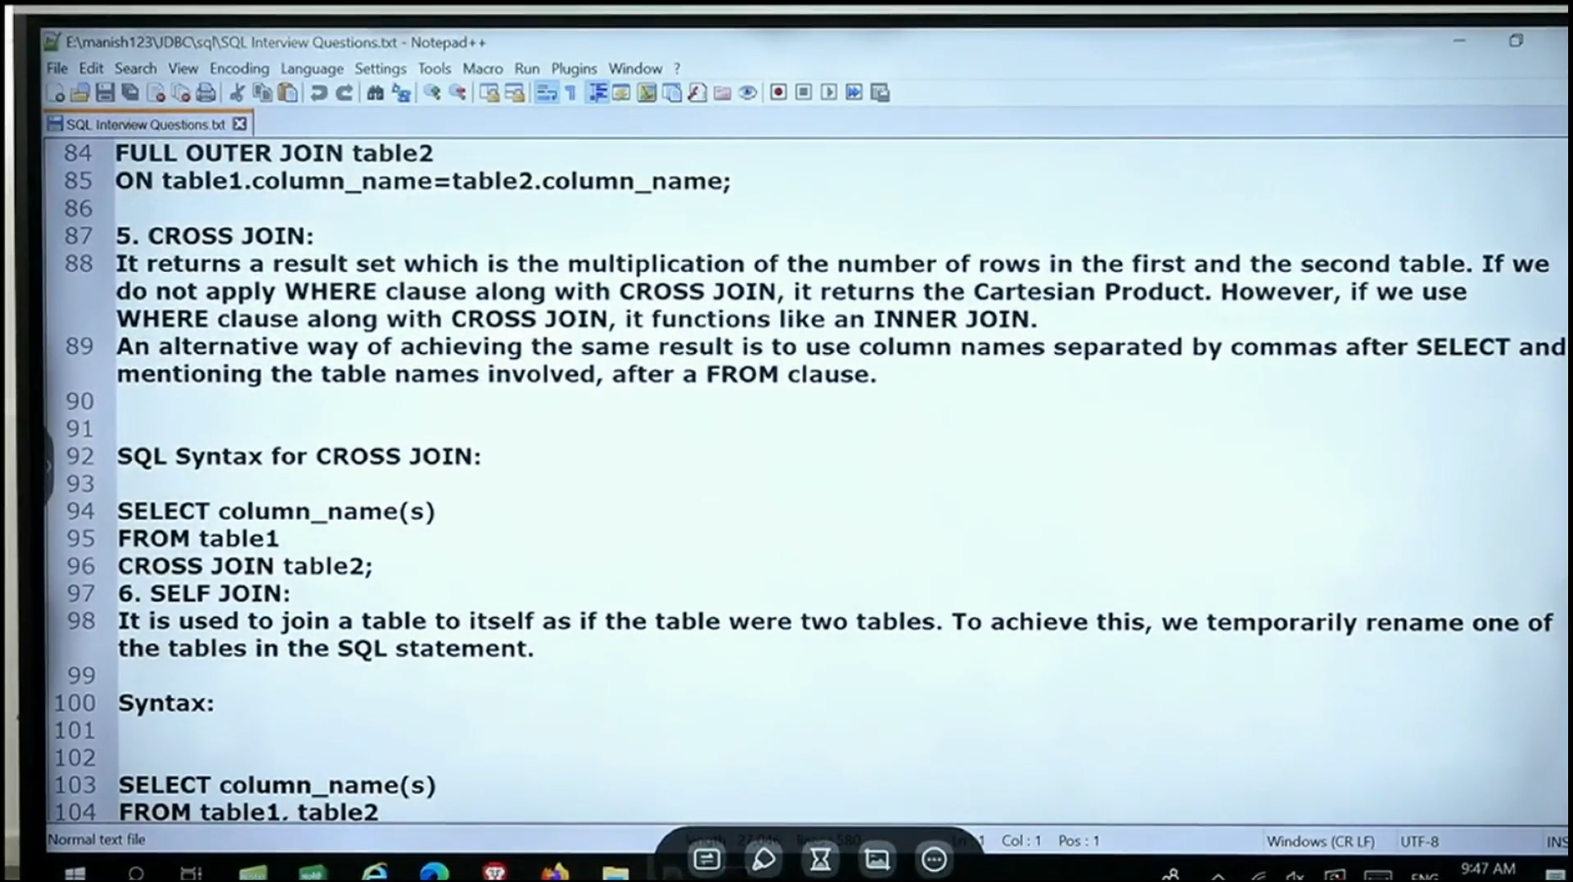 E:\manish123\JDBC\sql\SQL Interview Questions.txt - Notepad++
File Edit Search View Encoding Language Settings Tools Macro Run Plugins Window ?
SQL Interview Questions.txt
84 FULL OUTER JOIN table2
85 ON table1.column_name=table2.column_name;
86
87 5. CROSS JOIN:
88 It returns a result set which is the multiplication of the number of rows in the first and the second table. If we
do not apply WHERE clause along with CROSS JOIN, it returns the Cartesian Product. However, if we use
WHERE clause along with CROSS JOIN, it functions like an INNER JOIN.
89 An alternative way of achieving the same result is to use column names separated by commas after SELECT and
mentioning the table names involved, after a FROM clause.
90
91
92 SQL Syntax for CROSS JOIN:
93
94 SELECT column_name(s)
95 FROM table1
96 CROSS JOIN table2;
97 6. SELF JOIN:
98 It is used to join a table to itself as if the table were two tables. To achieve this, we temporarily rename one of
the tables in the SQL statement.
99
100 Syntax:
101
102
103 SELECT column_name(s)
104 FROM table1, table2
Normal text file Col : 1 Pos : 1 Windows (CR LF) UTF-8 INS
ENG 9:47 AM